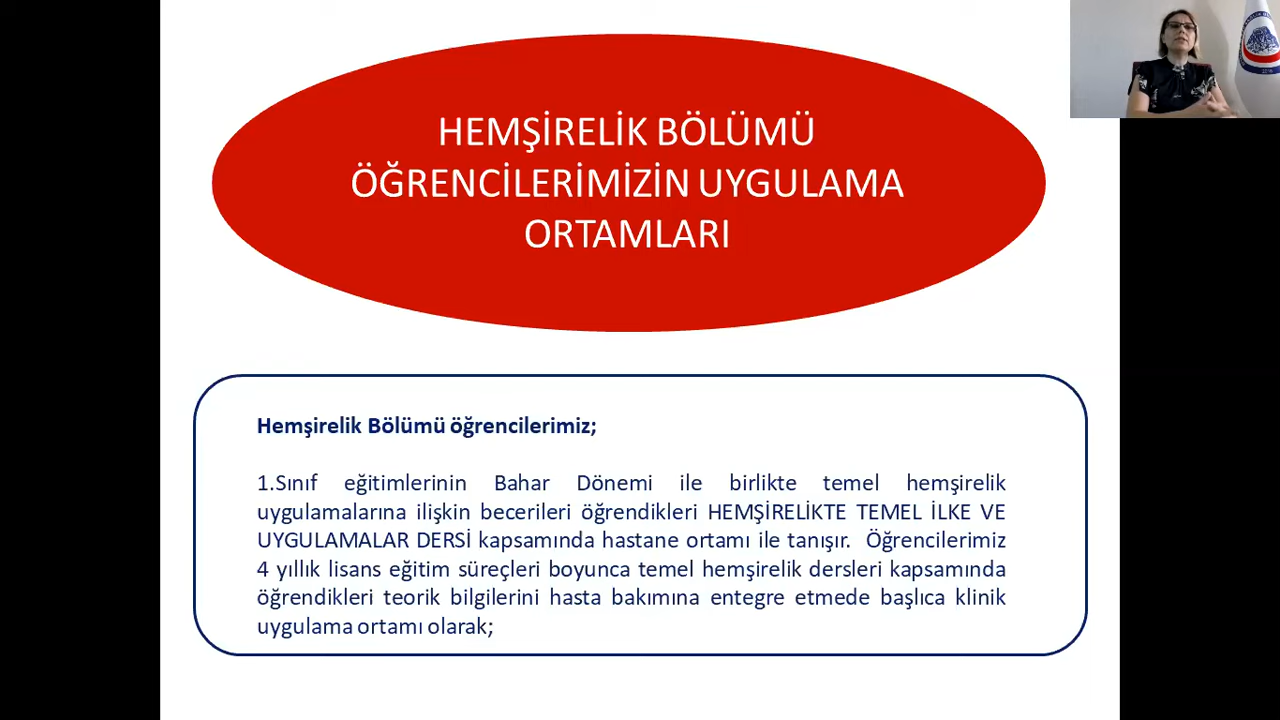 HEMŞİRELİK BÖLÜMÜ
ÖĞRENCİLERİMİZİN UYGULAMA
ORTAMLARI
Hemşirelik Bölümü öğrencilerimiz;
1.Sınıf eğitimlerinin Bahar Dönemi ile birlikte temel hemşirelik
uygulamalarına ilişkin becerileri öğrendikleri HEMŞİRELİKTE TEMEL İLKE VE
UYGULAMALAR DERSİ kapsamında hastane ortamı ile tanışır. Öğrencilerimiz
4 yıllık lisans eğitim süreçleri boyunca temel hemşirelik dersleri kapsamında
öğrendikleri teorik bilgilerini hasta bakımına entegre etmede başlıca klinik
uygulama ortamı olarak;